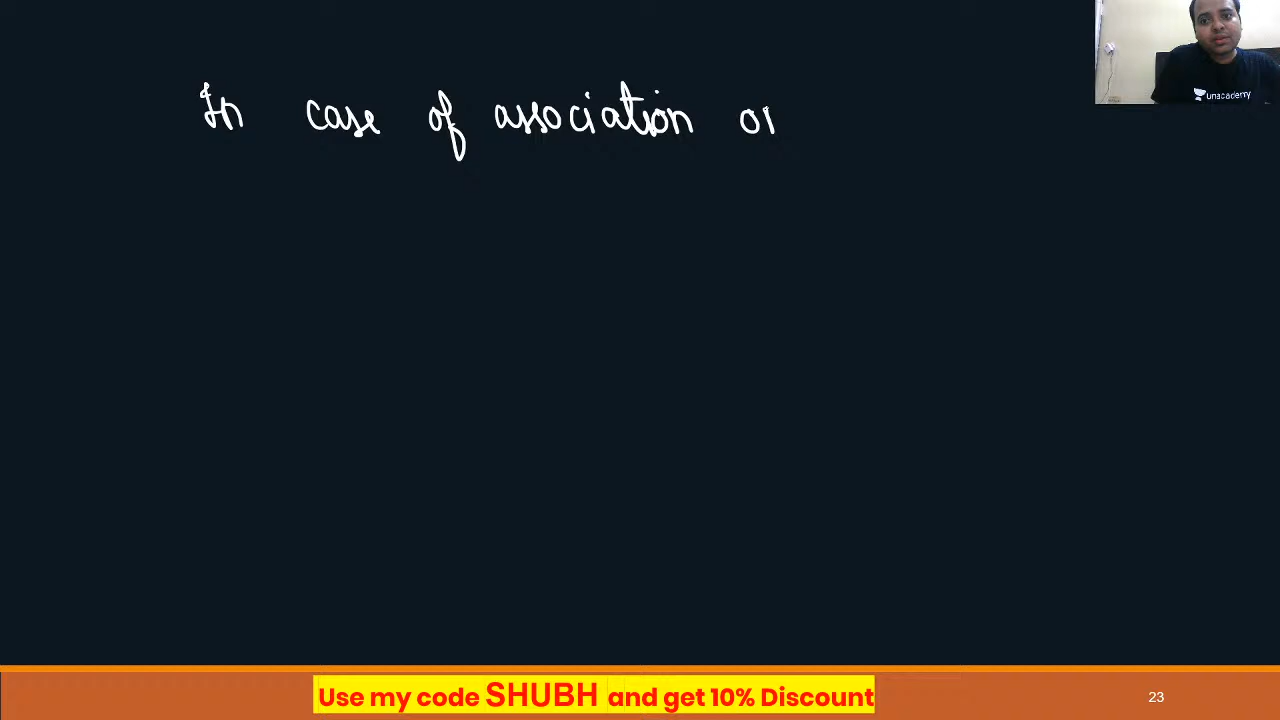 unacademy
In case of association or
Use my code SHUBH and get 10% Discount
23